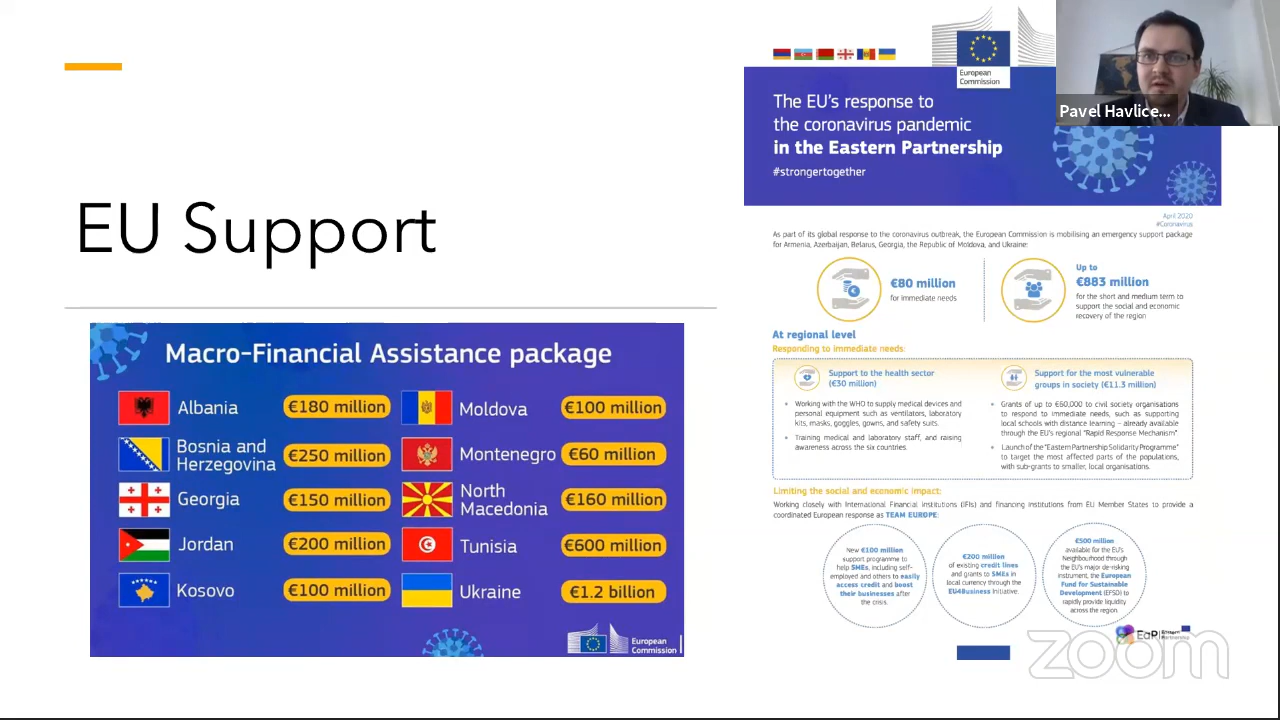 EU Support
Macro-Financial Assistance package
Albania €180 million
Bosnia and
Herzegovina €250 million
Georgia €150 million
Jordan €200 million
Kosovo €100 million
Moldova €100 million
Montenegro €60 million
North
Macedonia €160 million
Tunisia €600 million
Ukraine €1.2 billion
European
Commission
European
Commission
Pavel Havlice...
The EU's response to
the coronavirus pandemic
in the Eastern Partnership
#strongertogether
April 2020
#Coronavirus
As part of its global response to the coronavirus outbreak, the European Commission is mobilising an emergency support package
for Armenia, Azerbaijan, Belarus, Georgia, the Republic of Moldova, and Ukraine:
€80 million
for immediate needs
Up to
€883 million
for the short and medium term to
support the social and economic
recovery of the region
At regional level
Responding to immediate needs:
Support to the health sector
(€30 million)
• Working with the WHO to supply medical devices and
personal equipment such as ventilators, laboratory
kits, masks, goggles, gowns, and safety suits.
• Training medical and laboratory staff, and raising
awareness across the six countries.
Support for the most vulnerable
groups in society (€11.3 million)
• Grants of up to €60,000 to civil society organisations
to respond to immediate needs, such as supporting
local schools with distance learning – already available
through the EU's regional "Rapid Response Mechanism"
• Launch of the "Eastern Partnership Solidarity Programme"
to target the most affected parts of the populations,
with sub-grants to smaller, local organisations.
Limiting the social and economic impact:
Working closely with International Financial Institutions (IFIs) and financing institutions from EU Member States to provide a
coordinated European response as TEAM EUROPE:
New €100 million
support programme to
help SMEs, including self-
employed and others to easily
access credit and boost
their businesses after
the crisis.
€200 million
of existing credit lines
and grants to SMEs in
local currency through the
EU4Business Initiative.
€500 million
available for the EU's
Neighbourhood through
the EU's major de-risking
instrument, the European
Fund for Sustainable
Development (EFSD) to
rapidly provide liquidity
across the region.
EaP Eastern
Partnership
zoom